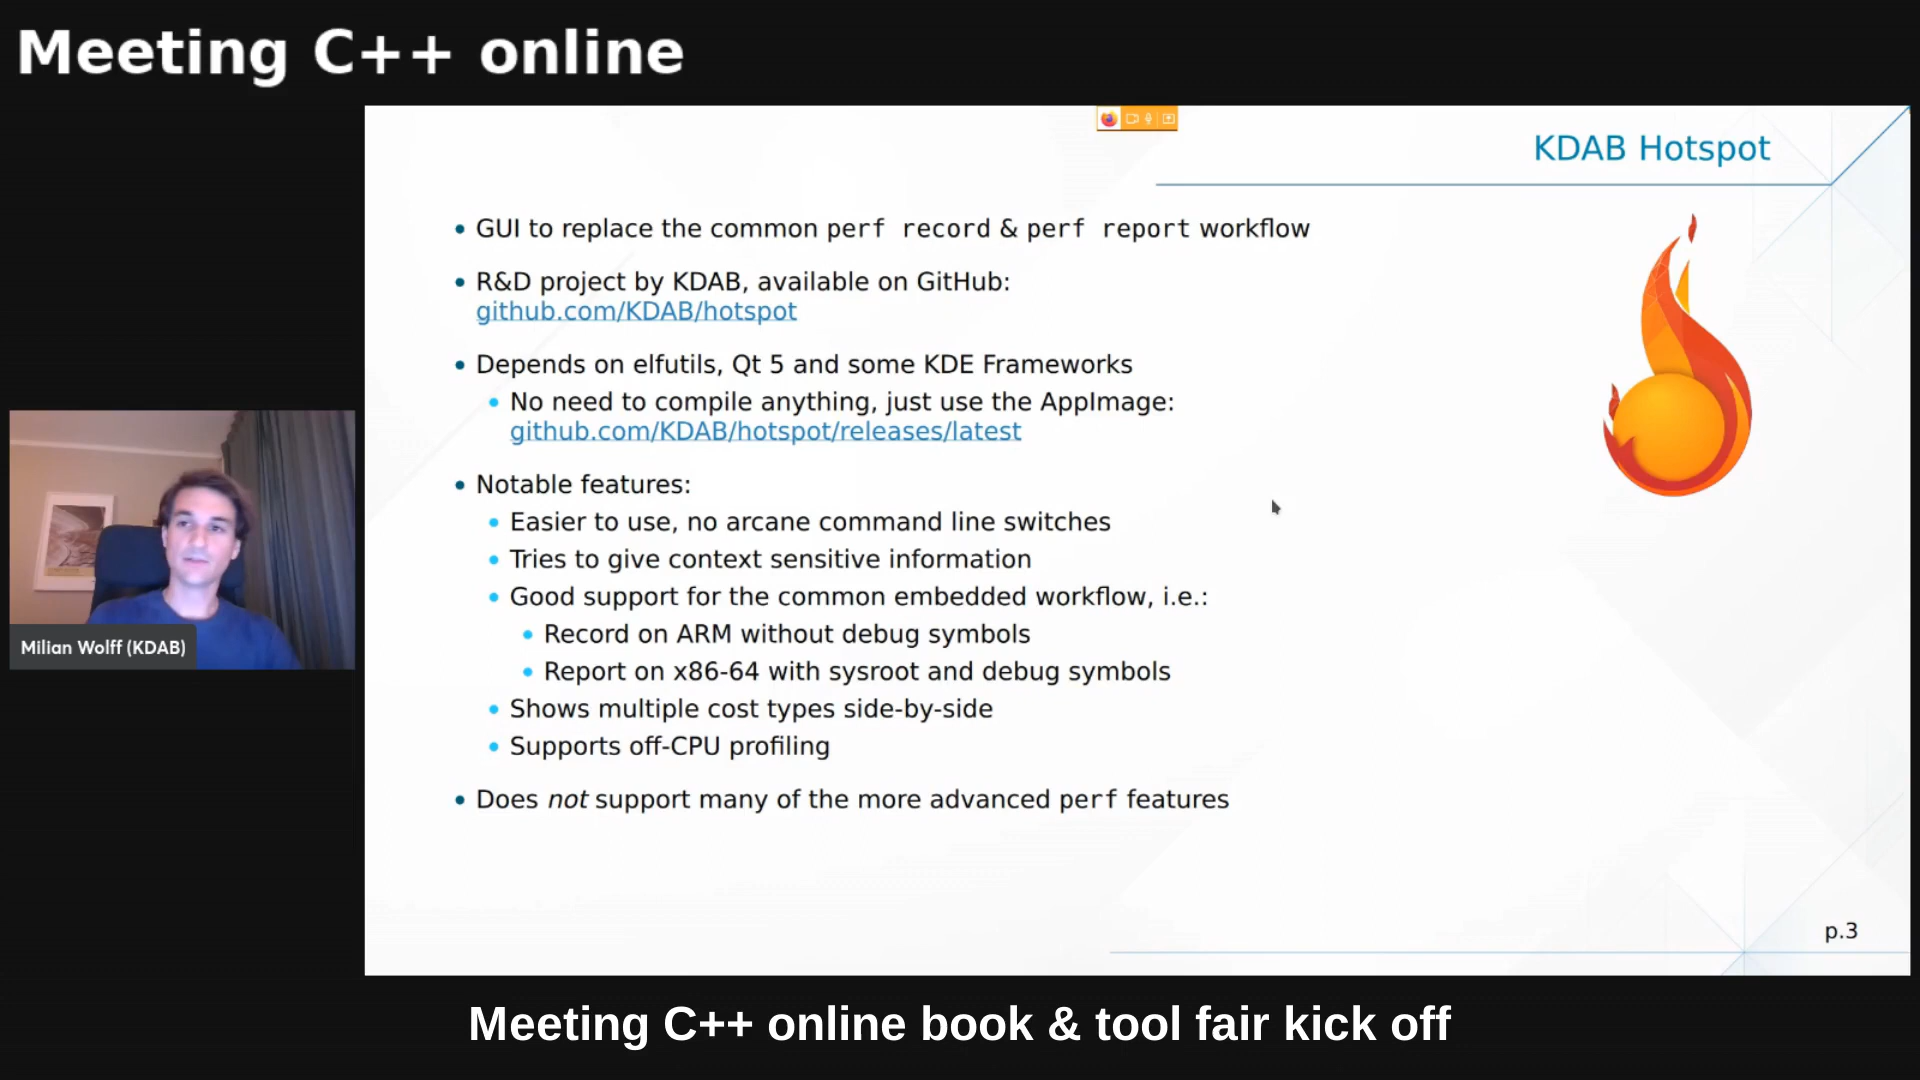 Meeting C++ online
KDAB Hotspot
• GUI to replace the common perf record & perf report workflow
• R&D project by KDAB, available on GitHub:
github.com/KDAB/hotspot
• Depends on elfutils, Qt 5 and some KDE Frameworks
• No need to compile anything, just use the AppImage:
github.com/KDAB/hotspot/releases/latest
• Notable features:
• Easier to use, no arcane command line switches
• Tries to give context sensitive information
• Good support for the common embedded workflow, i.e.:
• Record on ARM without debug symbols
• Report on x86-64 with sysroot and debug symbols
• Shows multiple cost types side-by-side
• Supports off-CPU profiling
• Does not support many of the more advanced perf features
p.3
Milian Wolff (KDAB)
Meeting C++ online book & tool fair kick off